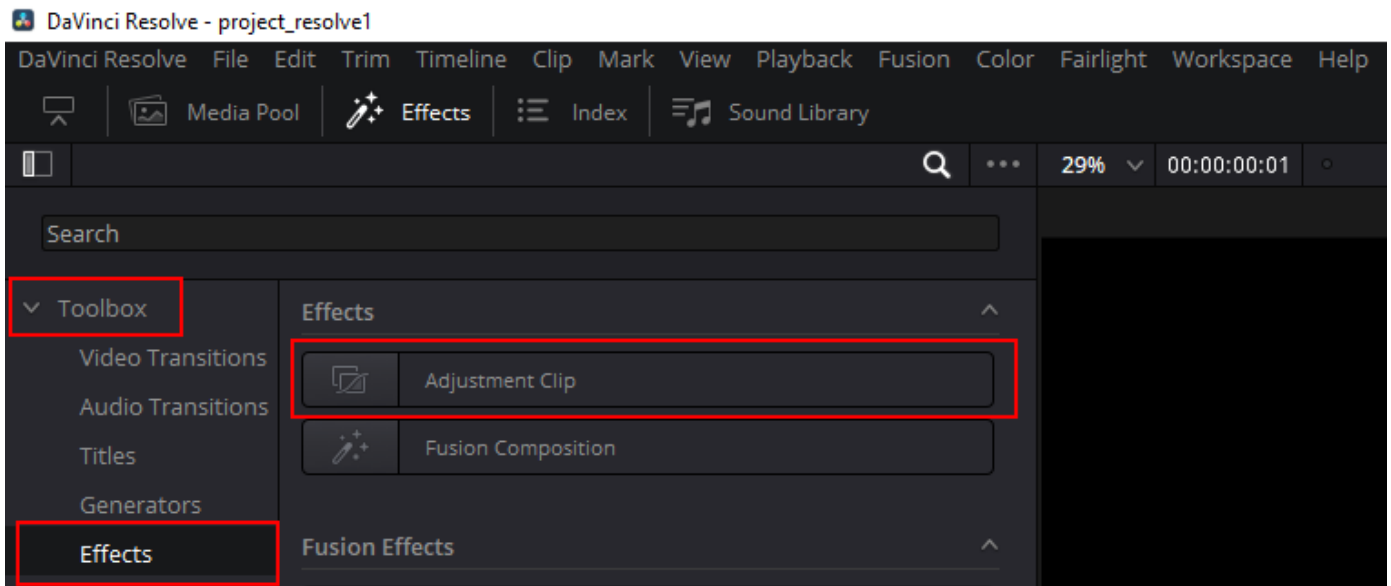 DaVinci Resolve - project_resolve1
DaVinci Resolve File Edit Trim Timeline Clip Mark View Playback Fusion Color Fairlight Workspace Help
Media Pool Effects Index Sound Library
29% 00:00:00:01
Search
Toolbox
Video Transitions
Audio Transitions
Titles
Generators
Effects
Effects
Adjustment Clip
Fusion Composition
Fusion Effects